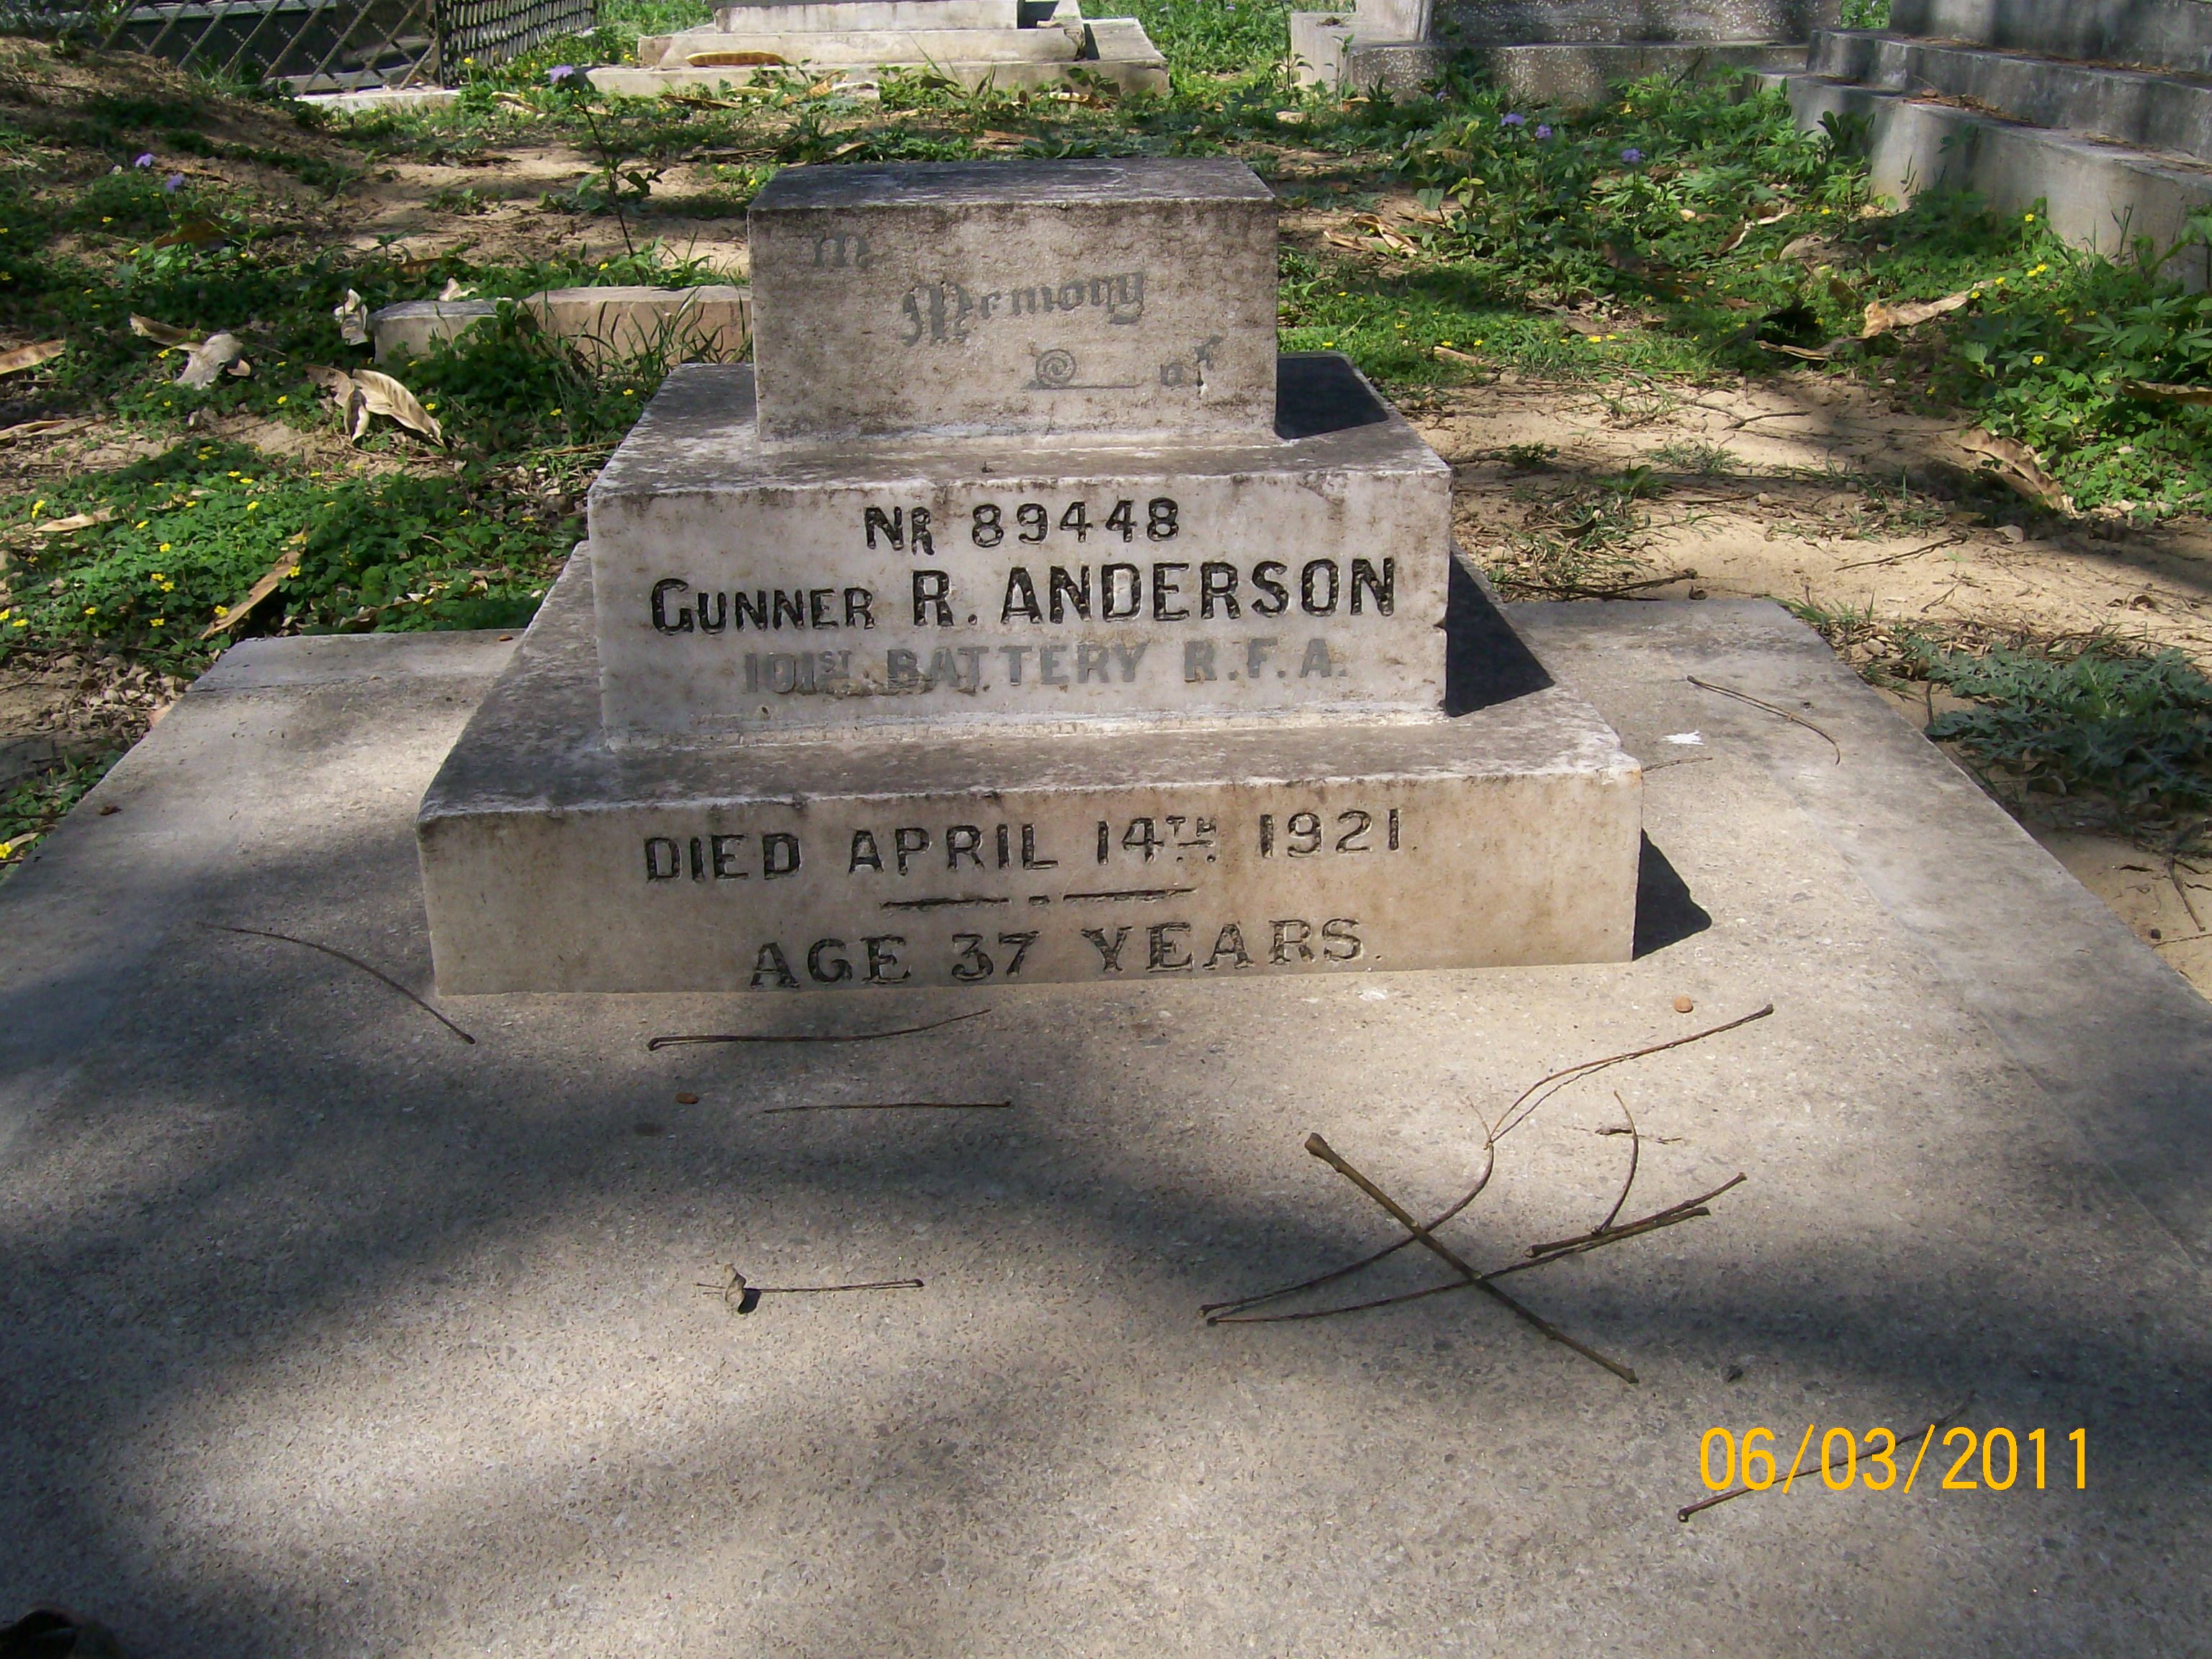 In
Memory
of
NR 89448
GUNNER R. ANDERSON
101ST BATTERY R.F.A.
DIED APRIL 14TH 1921.
AGE 37 YEARS.
06/03/2011